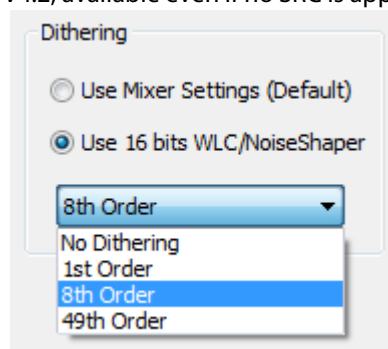 Dithering
Use Mixer Settings (Default)
Use 16 bits WLC/NoiseShaper
8th Order
No Dithering
1st Order
8th Order
49th Order